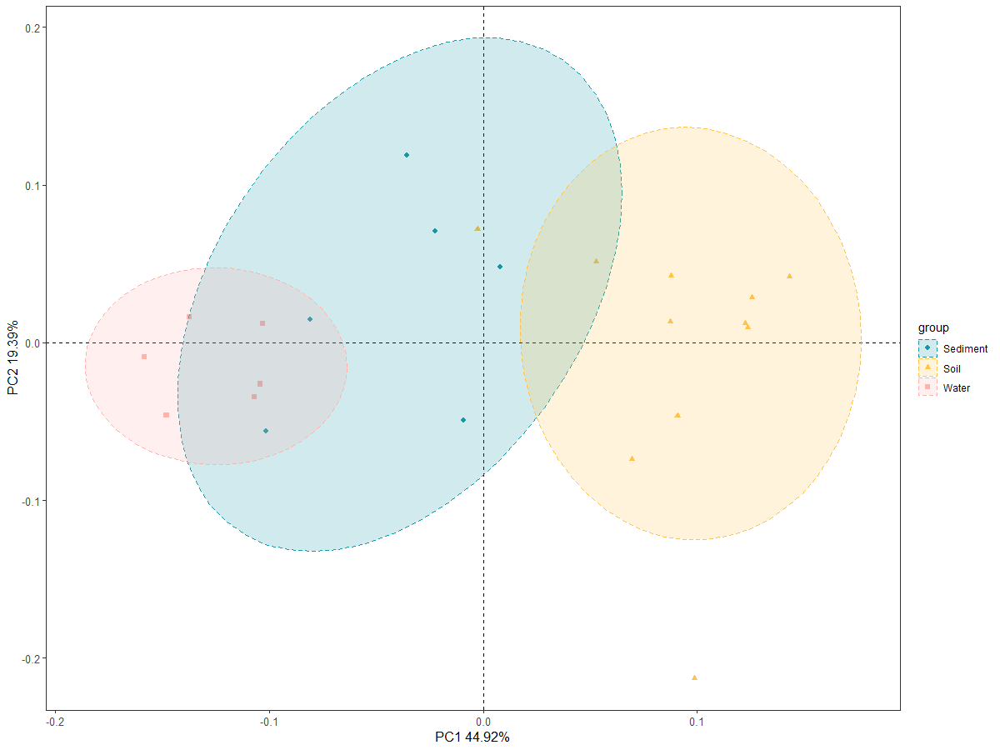 0.2
0.1
0.0
-0.1
-0.2
PC2 19.39%
-0.2
-0.1
0.0
0.1
PC1 44.92%
group
Sediment
Soil
Water